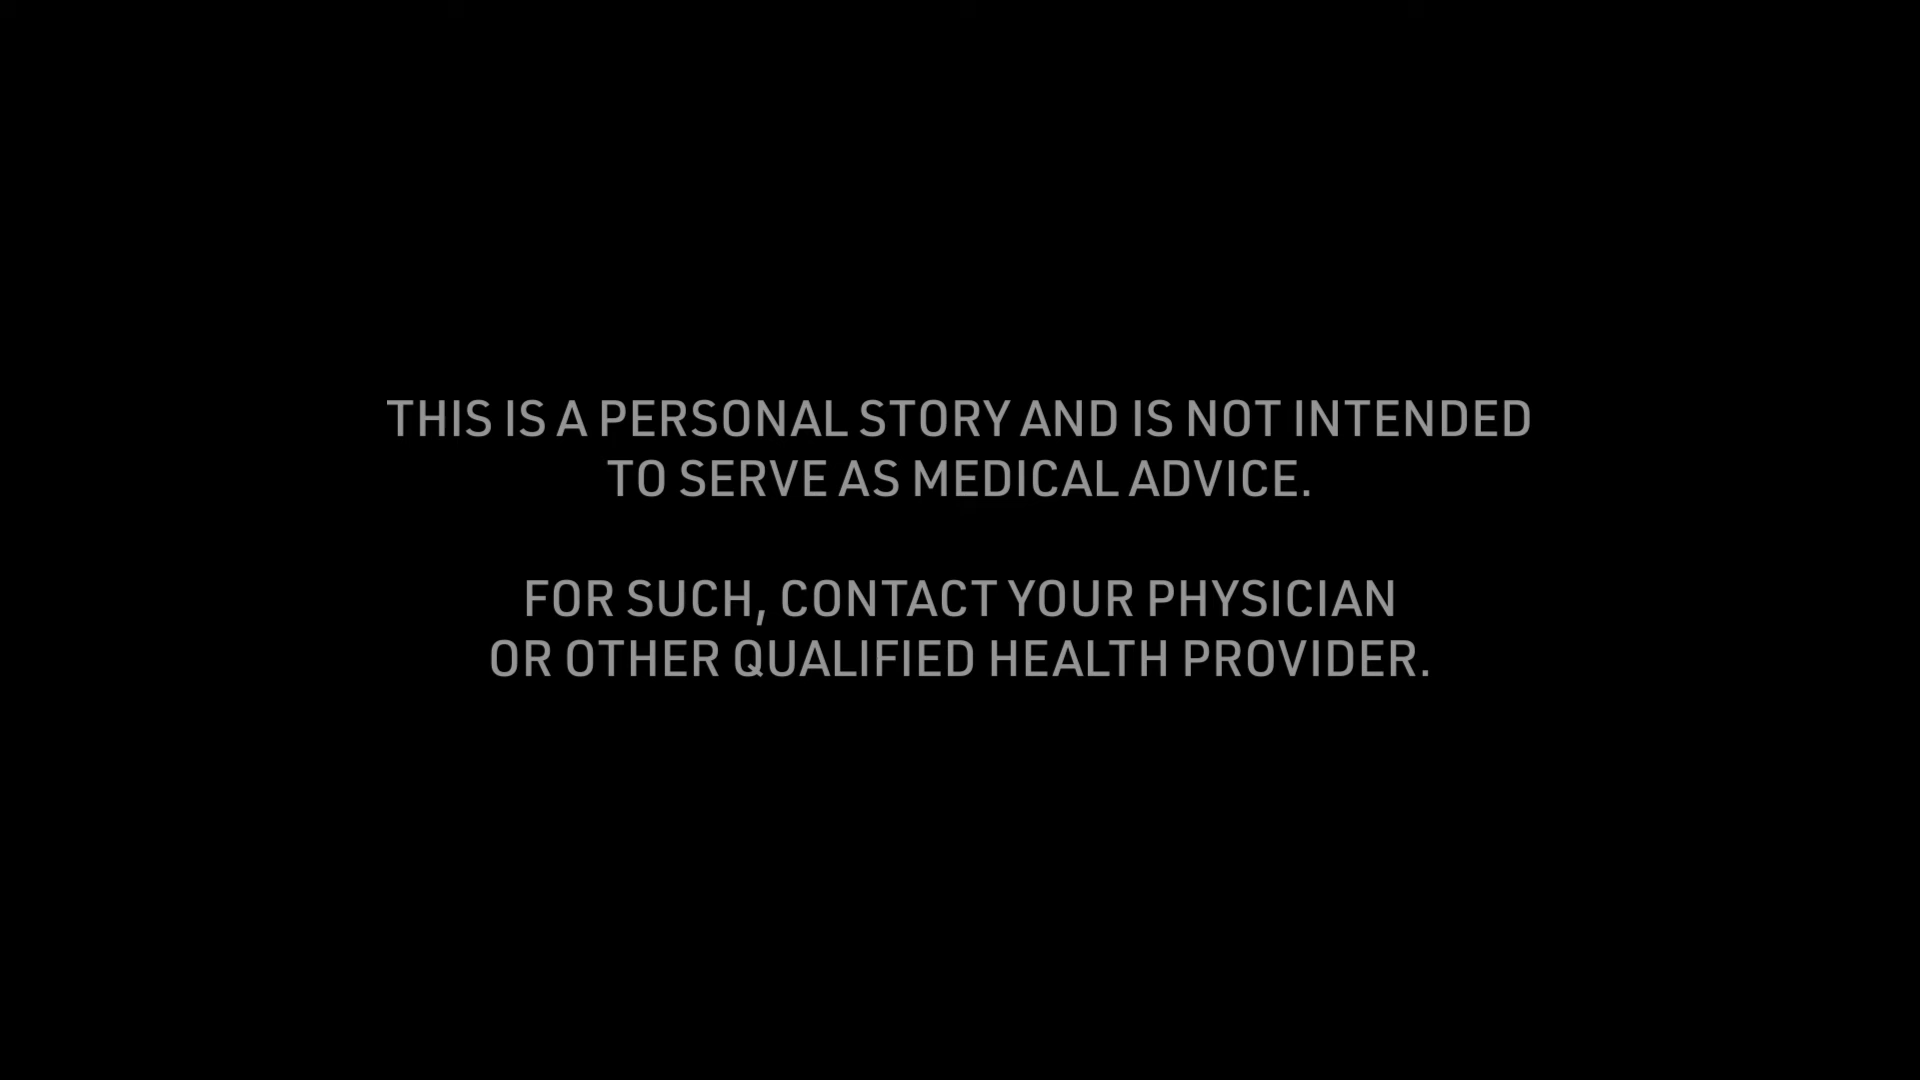 THIS IS A PERSONAL STORY AND IS NOT INTENDED
TO SERVE AS MEDICAL ADVICE.
FOR SUCH, CONTACT YOUR PHYSICIAN
OR OTHER QUALIFIED HEALTH PROVIDER.